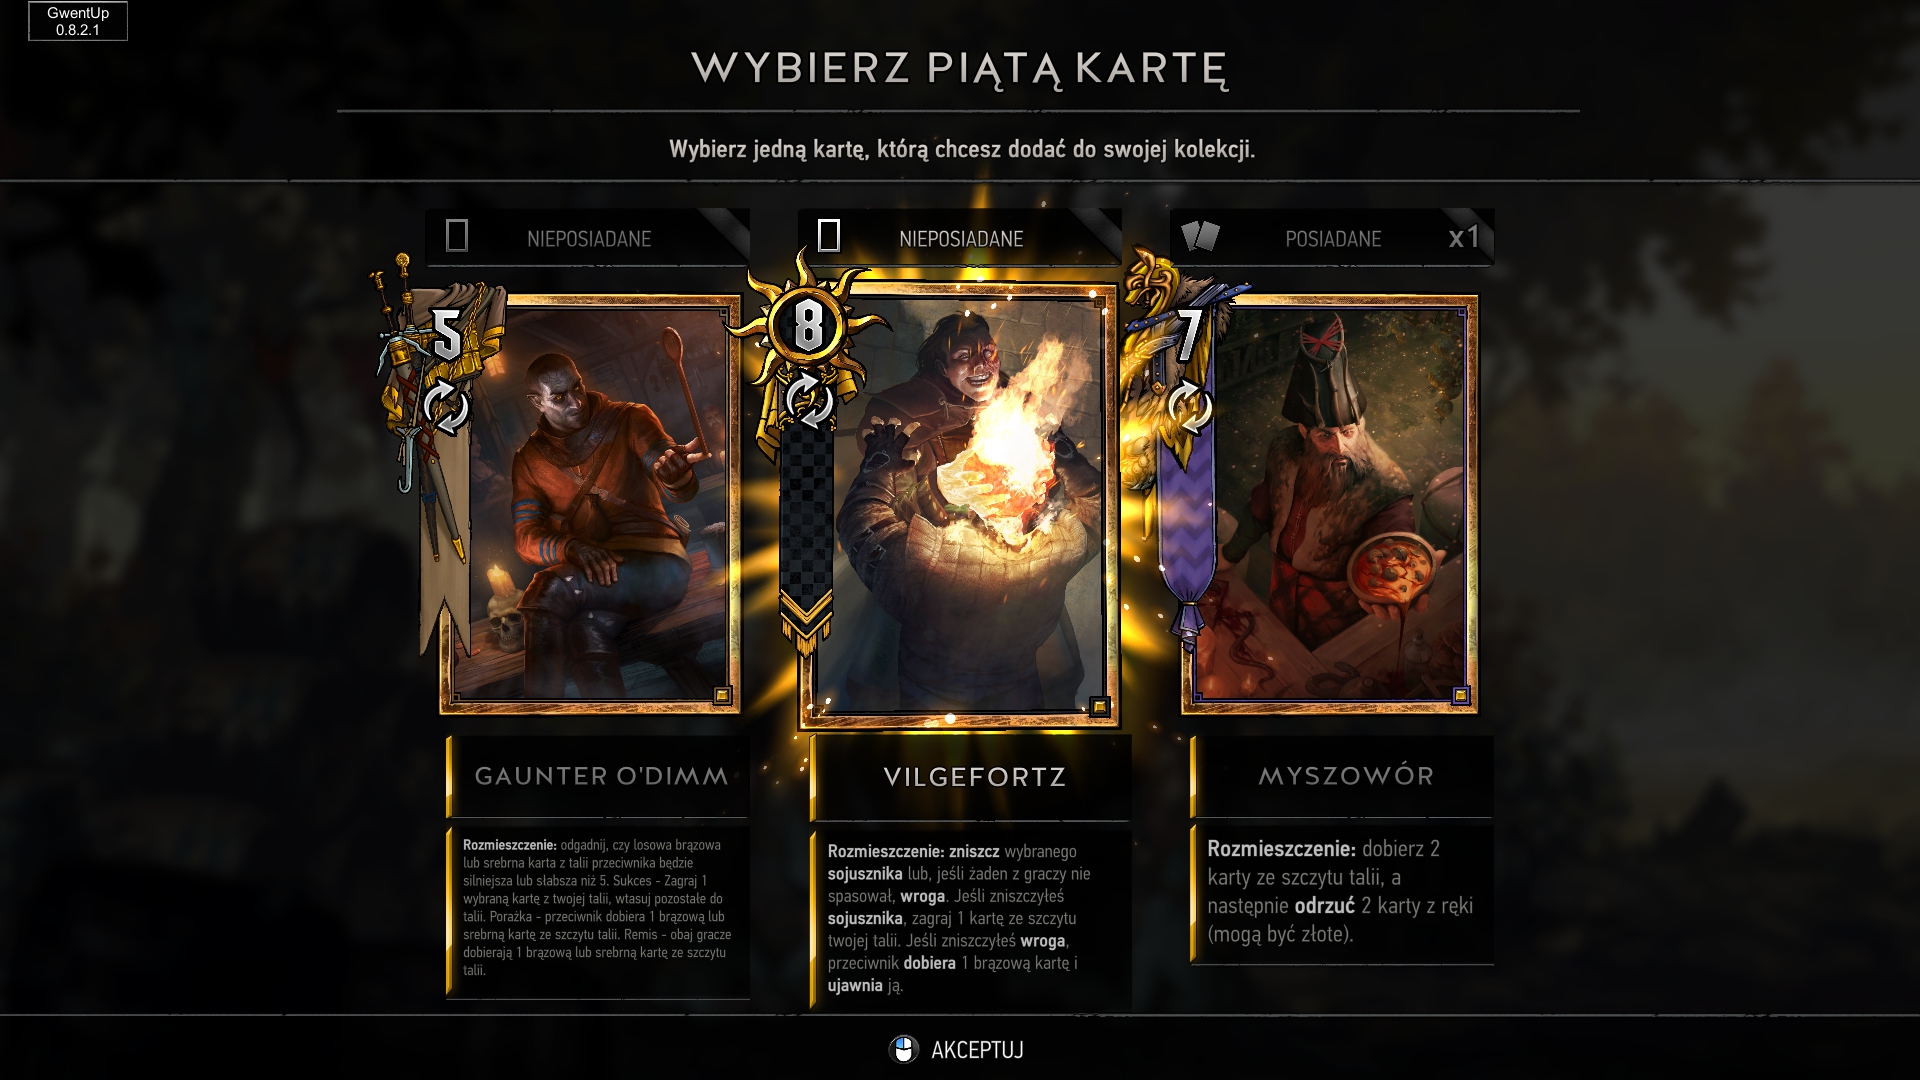 GwentUp
0.8.2.1
WYBIERZ PIĄTĄ KARTĘ
Wybierz jedną kartę, którą chcesz dodać do swojej kolekcji.
NIEPOSIADANE
NIEPOSIADANE
POSIADANE x1
5
8
7
GAUNTER O'DIMM
Rozmieszczenie: odgadnij, czy losowa brązowa
lub srebrna karta z talii przeciwnika będzie
silniejsza lub słabsza niż 5. Sukces - Zagraj 1
wybraną kartę z twojej talii, wtasuj pozostałe do
talii. Porażka - przeciwnik dobiera 1 brązową lub
srebrną kartę ze szczytu talii. Remis - obaj gracze
dobierają 1 brązową lub srebrną kartę ze szczytu
talii.
VILGEFORTZ
Rozmieszczenie: zniszcz wybranego
sojusznika lub, jeśli żaden z graczy nie
spasował, wroga. Jeśli zniszczyłeś
sojusznika, zagraj 1 kartę ze szczytu
twojej talii. Jeśli zniszczyłeś wroga,
przeciwnik dobiera 1 brązową kartę i
ujawnia ją.
MYSZOWÓR
Rozmieszczenie: dobierz 2
karty ze szczytu talii, a
następnie odrzuć 2 karty z ręki
(mogą być złote).
AKCEPTUJ